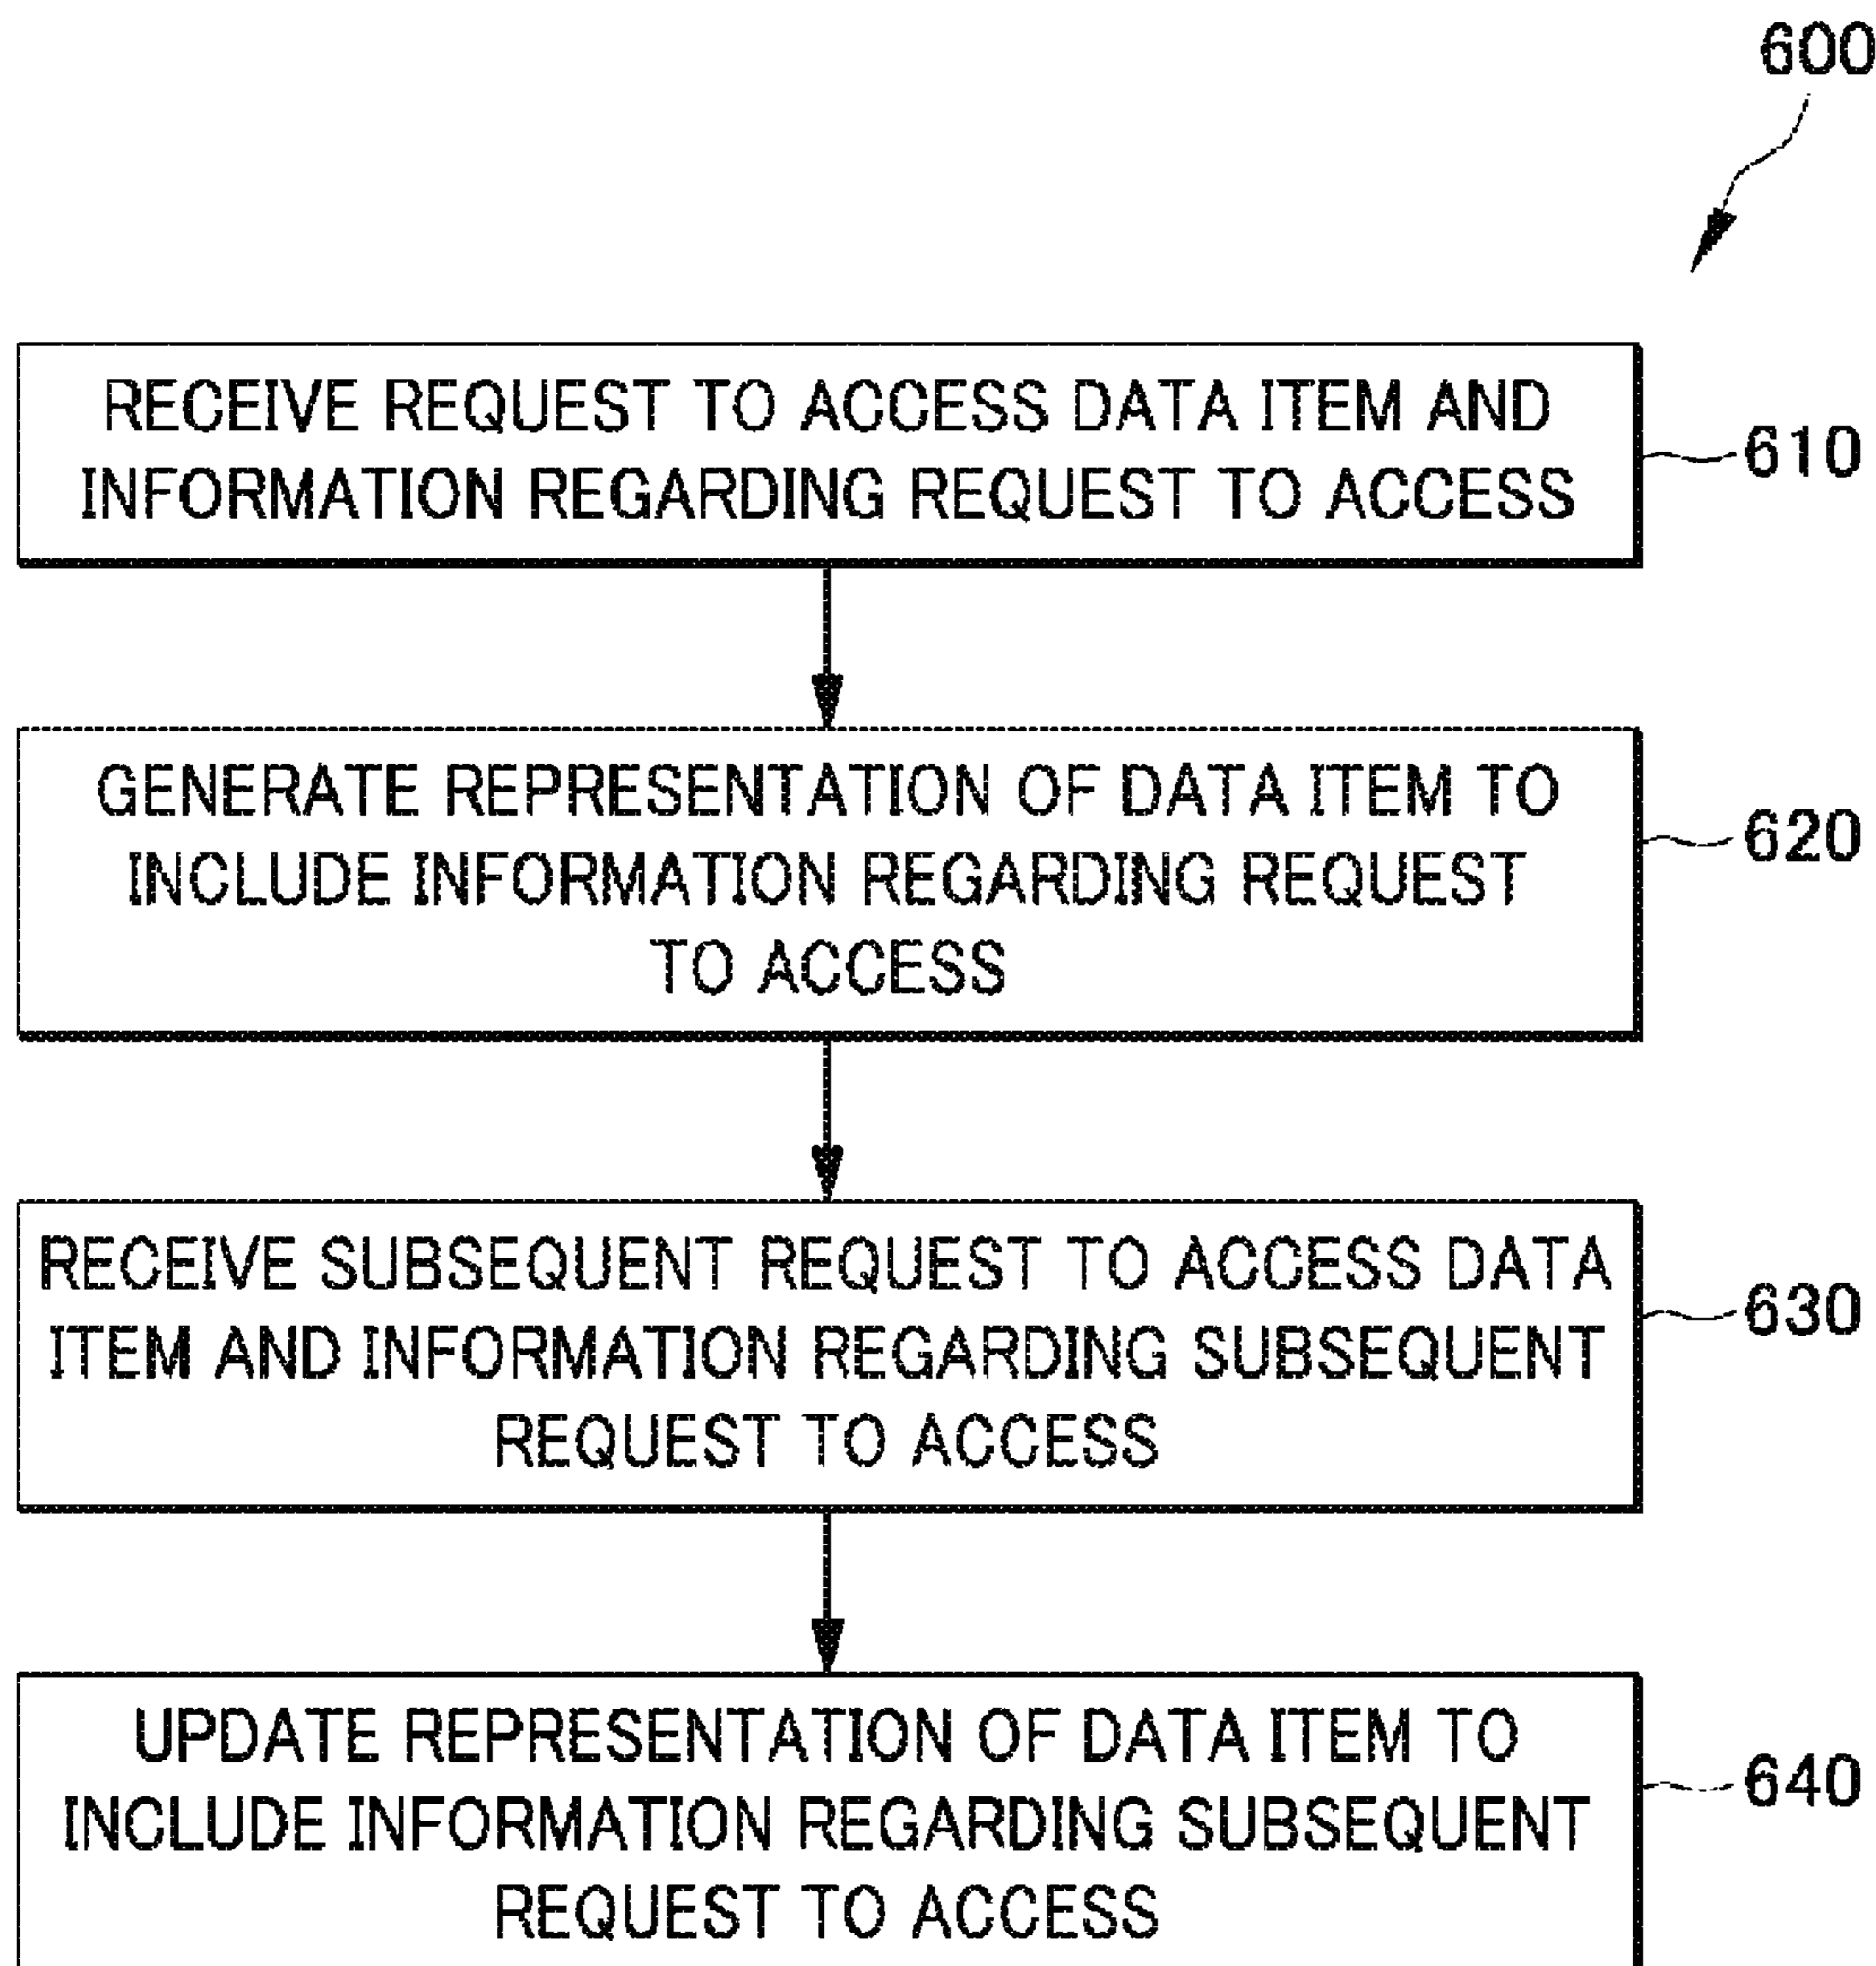 600
RECEIVE REQUEST TO ACCESS DATA ITEM AND
INFORMATION REGARDING REQUEST TO ACCESS
610
GENERATE REPRESENTATION OF DATA ITEM TO
INCLUDE INFORMATION REGARDING REQUEST
TO ACCESS
620
RECEIVE SUBSEQUENT REQUEST TO ACCESS DATA
ITEM AND INFORMATION REGARDING SUBSEQUENT
REQUEST TO ACCESS
630
UPDATE REPRESENTATION OF DATA ITEM TO
INCLUDE INFORMATION REGARDING SUBSEQUENT
REQUEST TO ACCESS
640